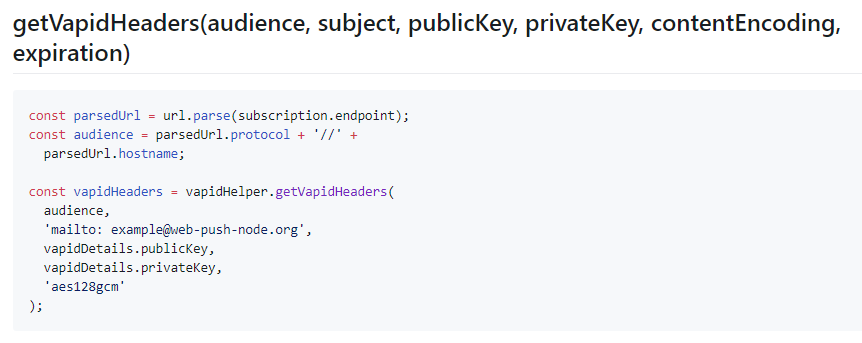 getVapidHeaders(audience, subject, publicKey, privateKey, contentEncoding,
expiration)
const parsedUrl = url.parse(subscription.endpoint);
const audience = parsedUrl.protocol + '//' +
  parsedUrl.hostname;
const vapidHeaders = vapidHelper.getVapidHeaders(
  audience,
  'mailto: example@web-push-node.org',
  vapidDetails.publicKey,
  vapidDetails.privateKey,
  'aes128gcm'
);